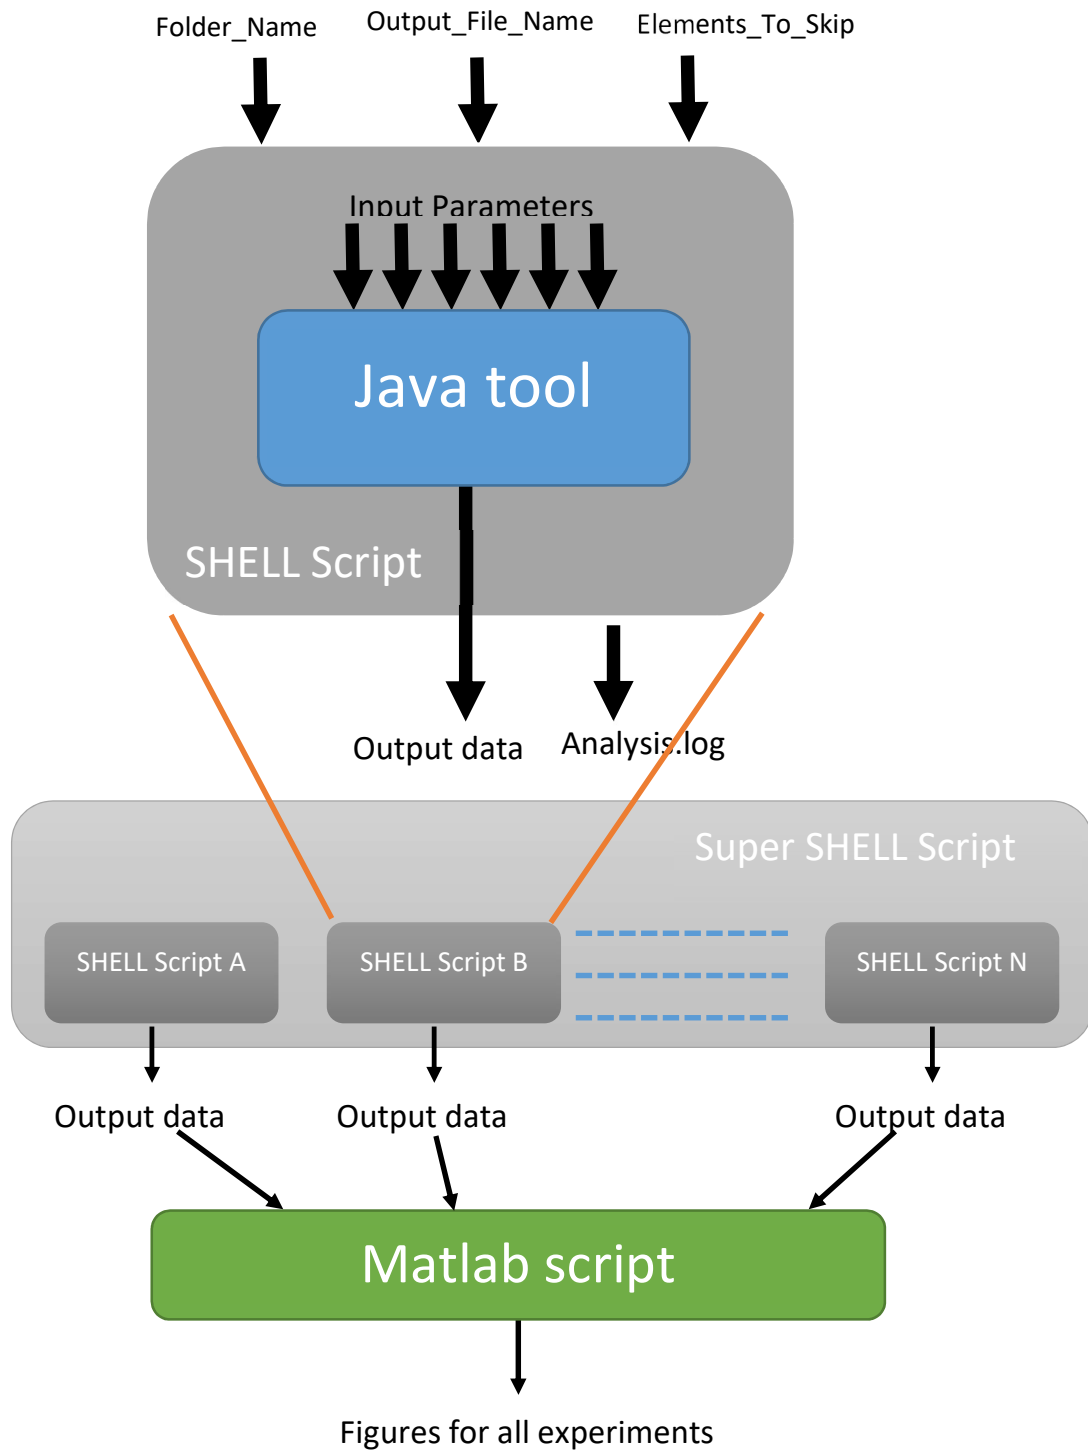 Folder_Name Output_File_Name Elements_To_Skip
Input Parameters
Java tool
SHELL Script
Output data Analysis.log
Super SHELL Script
SHELL Script A SHELL Script B SHELL Script N
Output data Output data Output data
Matlab script
Figures for all experiments